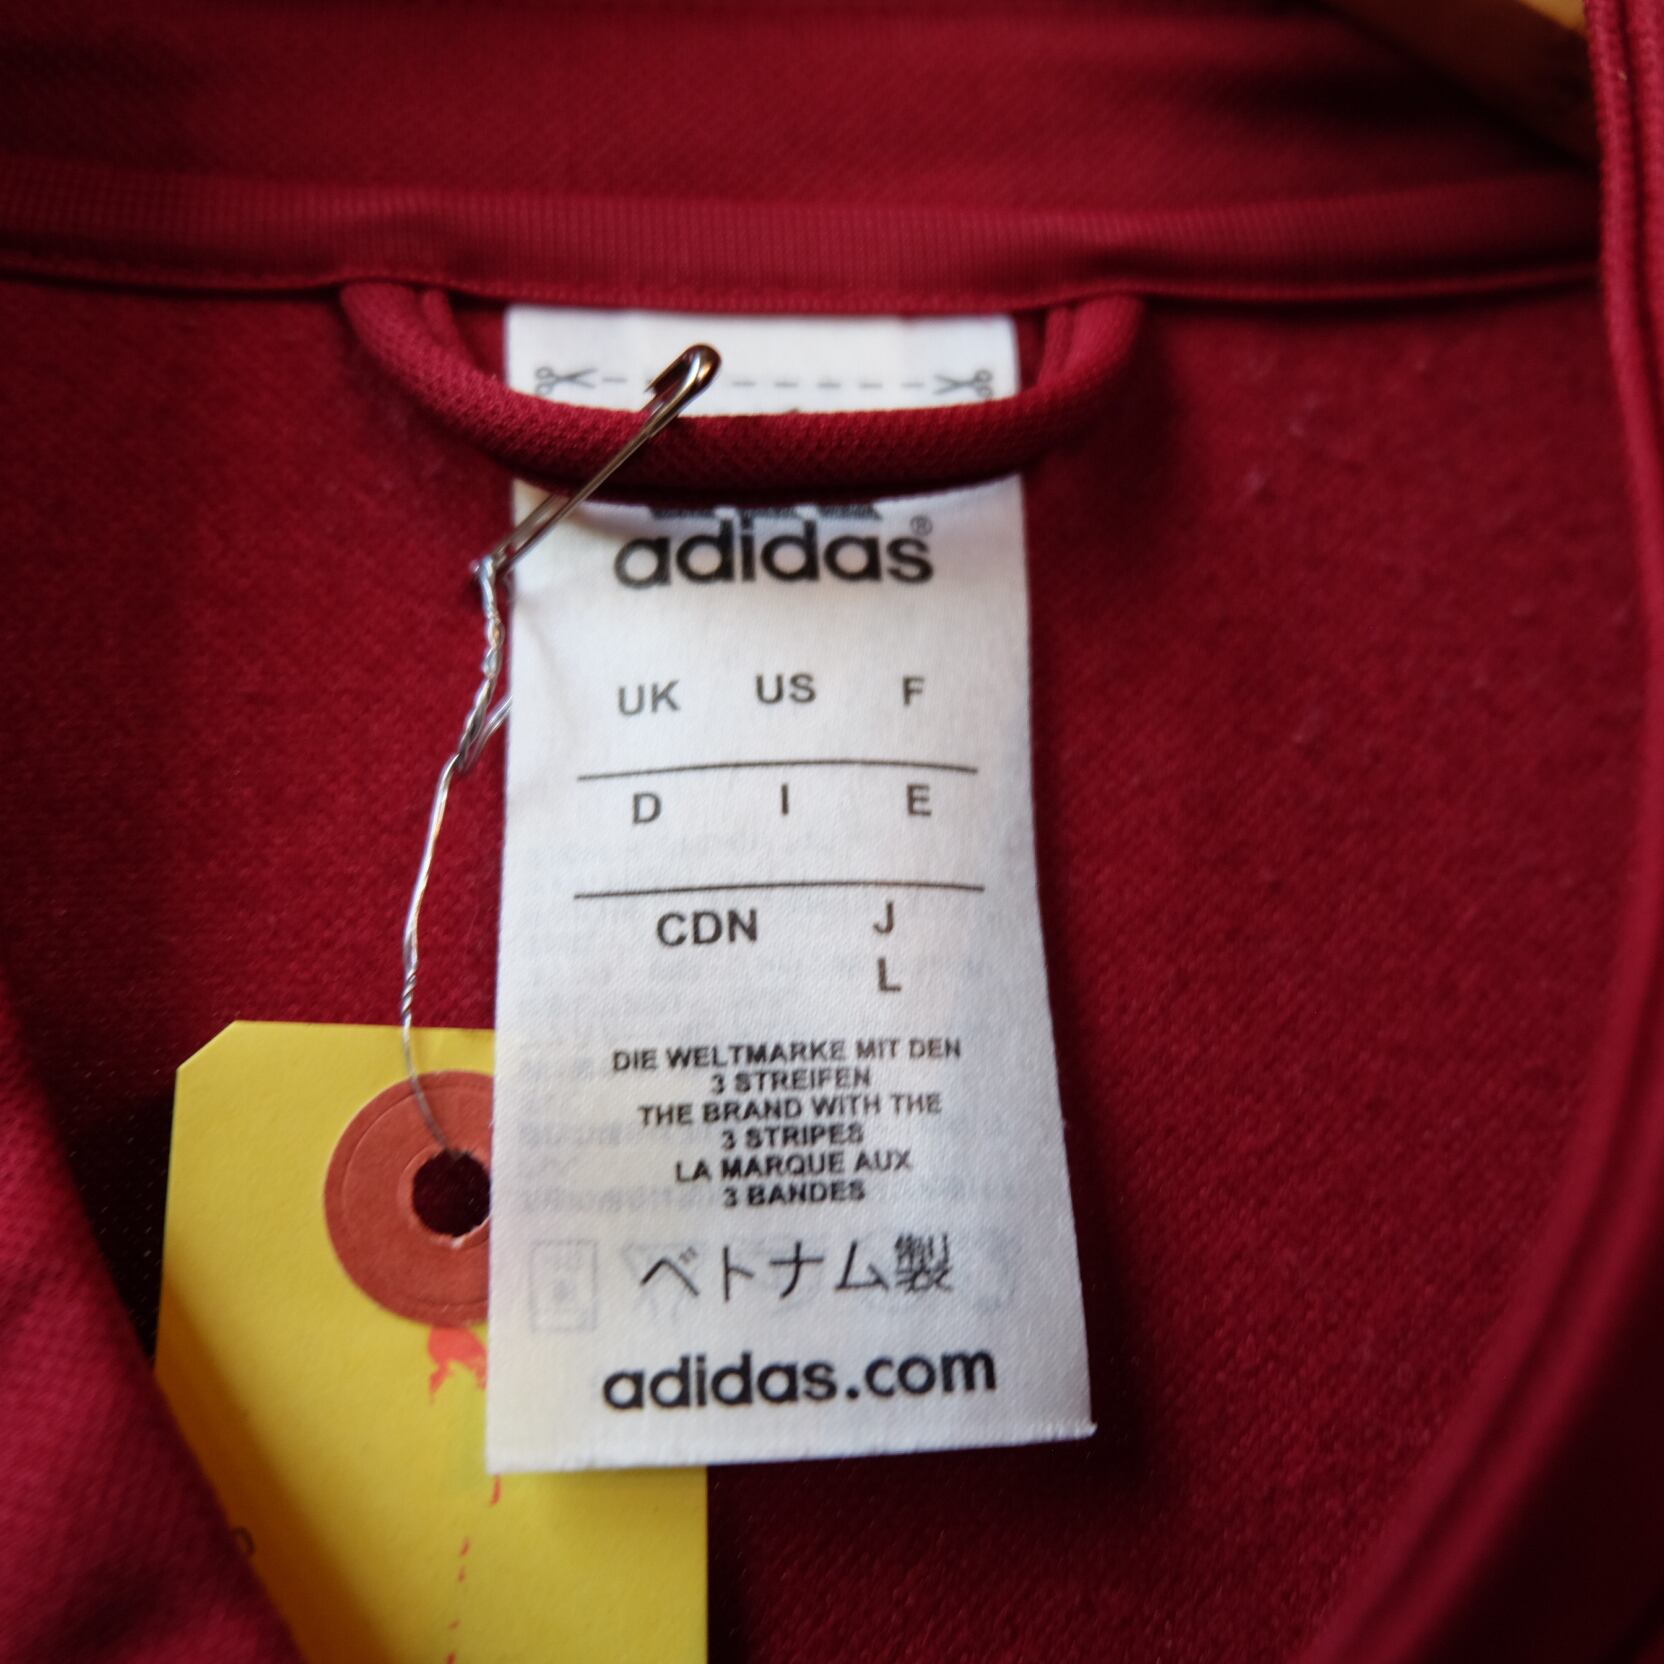 adidas®
UK US F
D I E
CDN J
L
DIE WELTMARKE MIT DEN
3 STREIFEN
THE BRAND WITH THE
3 STRIPES
LA MARQUE AUX
3 BANDES
ベトナム製
adidas.com